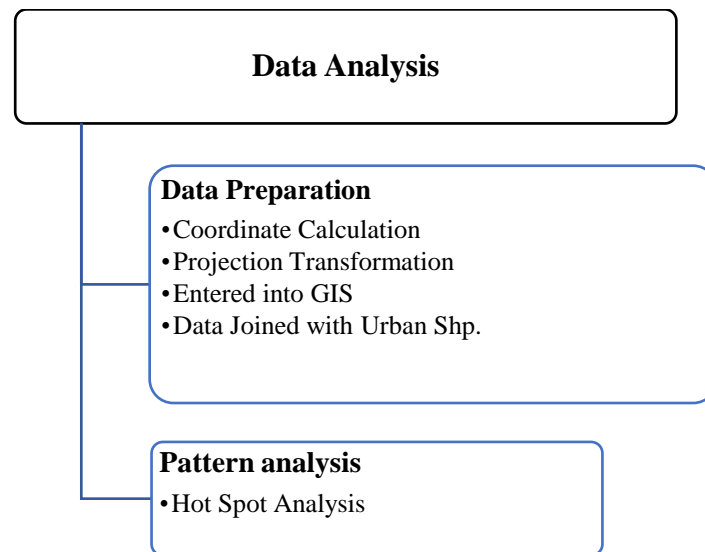 Data Analysis
Data Preparation
•Coordinate Calculation
•Projection Transformation
•Entered into GIS
•Data Joined with Urban Shp.
Pattern analysis
•Hot Spot Analysis